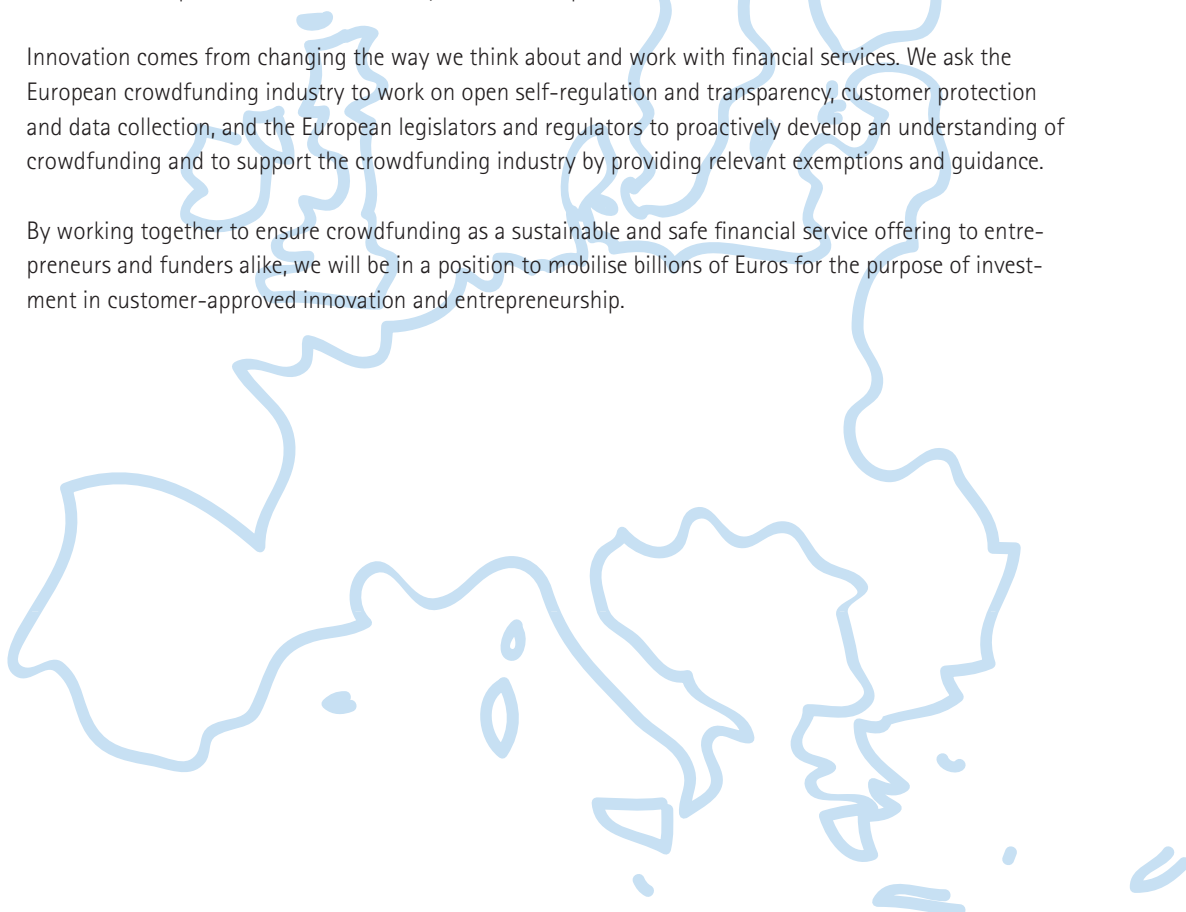 Innovation comes from changing the way we think about and work with financial services. We ask the
European crowdfunding industry to work on open self-regulation and transparency, customer protection
and data collection, and the European legislators and regulators to proactively develop an understanding of
crowdfunding and to support the crowdfunding industry by providing relevant exemptions and guidance.
By working together to ensure crowdfunding as a sustainable and safe financial service offering to entre-
preneurs and funders alike, we will be in a position to mobilise billions of Euros for the purpose of invest-
ment in customer-approved innovation and entrepreneurship.